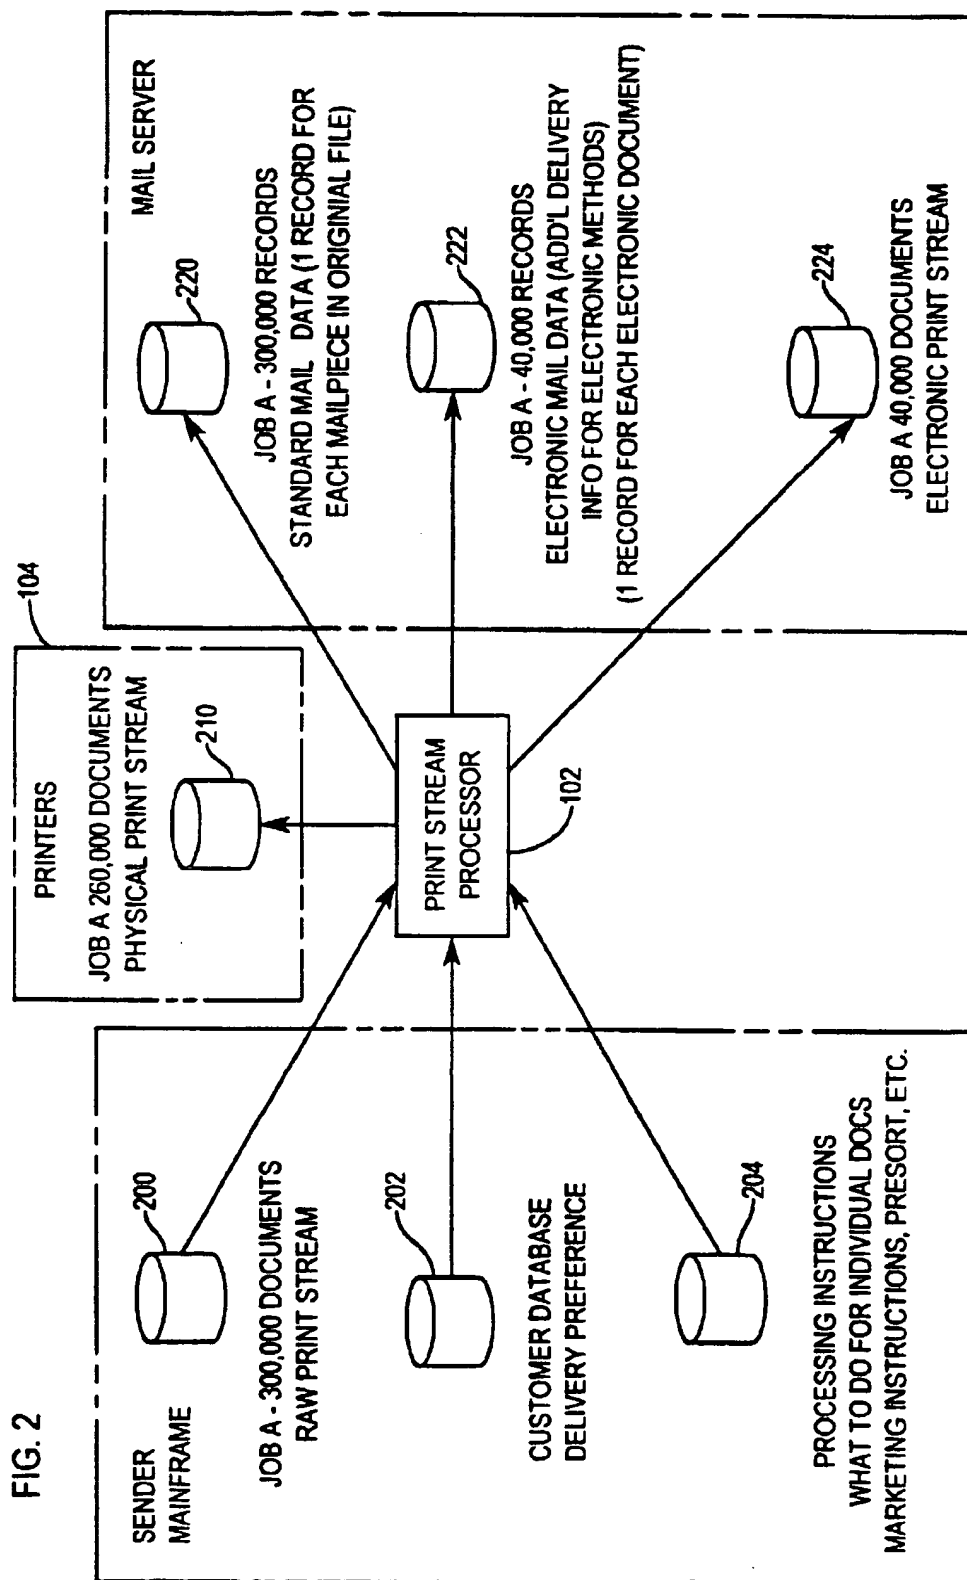 FIG. 2
SENDER
MAINFRAME
200
JOB A - 300,000 DOCUMENTS
RAW PRINT STREAM
202
CUSTOMER DATABASE
DELIVERY PREFERENCE
204
PROCESSING INSTRUCTIONS
WHAT TO DO FOR INDIVIDUAL DOCS
MARKETING INSTRUCTIONS, PRESORT, ETC.
PRINTERS
104
JOB A 260,000 DOCUMENTS
PHYSICAL PRINT STREAM
210
PRINT STREAM
PROCESSOR
102
MAIL SERVER
220
JOB A - 300,000 RECORDS
STANDARD MAIL DATA (1 RECORD FOR
EACH MAILPIECE IN ORIGINIAL FILE)
222
JOB A - 40,000 RECORDS
ELECTRONIC MAIL DATA (ADD'L DELIVERY
INFO FOR ELECTRONIC METHODS)
(1 RECORD FOR EACH ELECTRONIC DOCUMENT)
224
JOB A 40,000 DOCUMENTS
ELECTRONIC PRINT STREAM